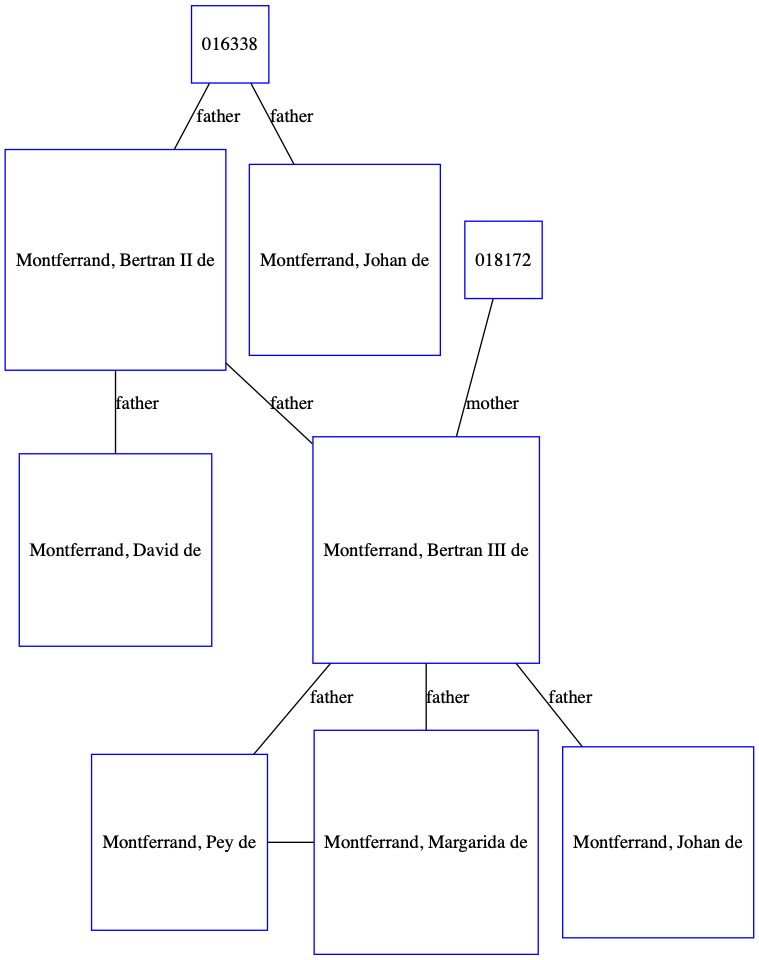 016338
father
father
Montferrand, Bertran II de
Montferrand, Johan de
018172
father
father
mother
Montferrand, David de
Montferrand, Bertran III de
father
father
father
Montferrand, Pey de
Montferrand, Margarida de
Montferrand, Johan de